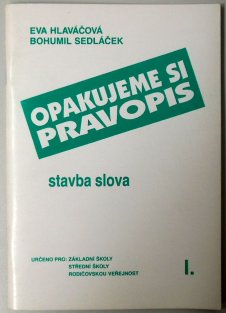 EVA HLAVÁČOVÁ
BOHUMIL SEDLÁČEK
OPAKUJEME SI
PRAVOPIS
stavba slova
URČENO PRO: ZÁKLADNÍ ŠKOLY
STŘEDNÍ ŠKOLY
RODIČOVSKOU VEŘEJNOST
I.